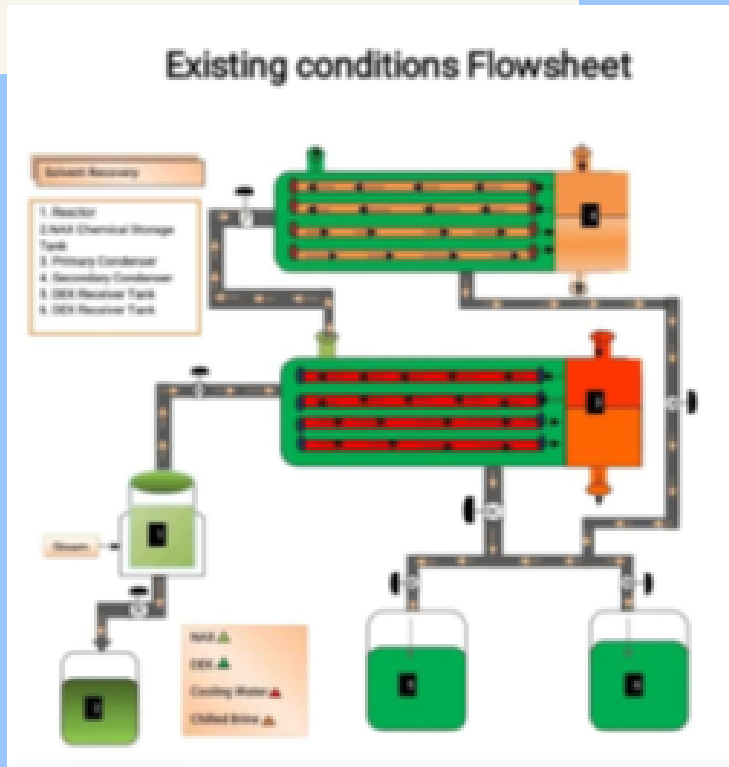 Existing conditions Flowsheet
Solvent Recovery
1. Reactor
2.NAX Chemical Storage
Tank
3. Primary Condenser
4. Secondary Condenser
5. DEX Receiver Tank
6. DEX Receiver Tank
Steam
NAX
DEX
Cooling Water
Chilled Brine